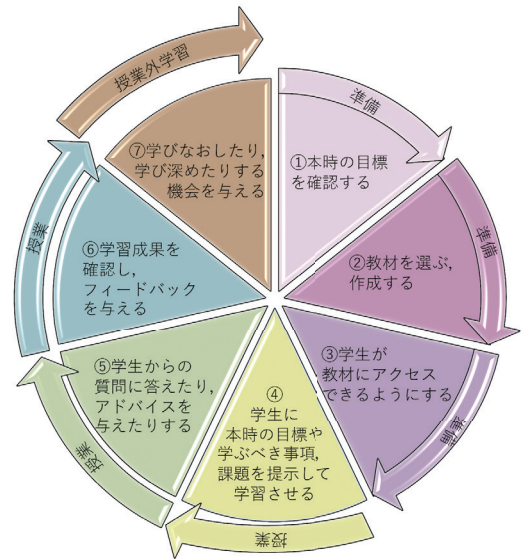 準備
①本時の目標
を確認する
準備
②教材を選ぶ,
作成する
準備
③学生が
教材にアクセス
できるようにする
授業
④
学生に
本時の目標や
学ぶべき事項,
課題を提示して
学習させる
授業
⑤学生からの
質問に答えたり,
アドバイスを
与えたりする
授業
⑥学習成果を
確認し,
フィードバック
を与える
授業外学習
⑦学びなおしたり,
学び深めたりする
機会を与える